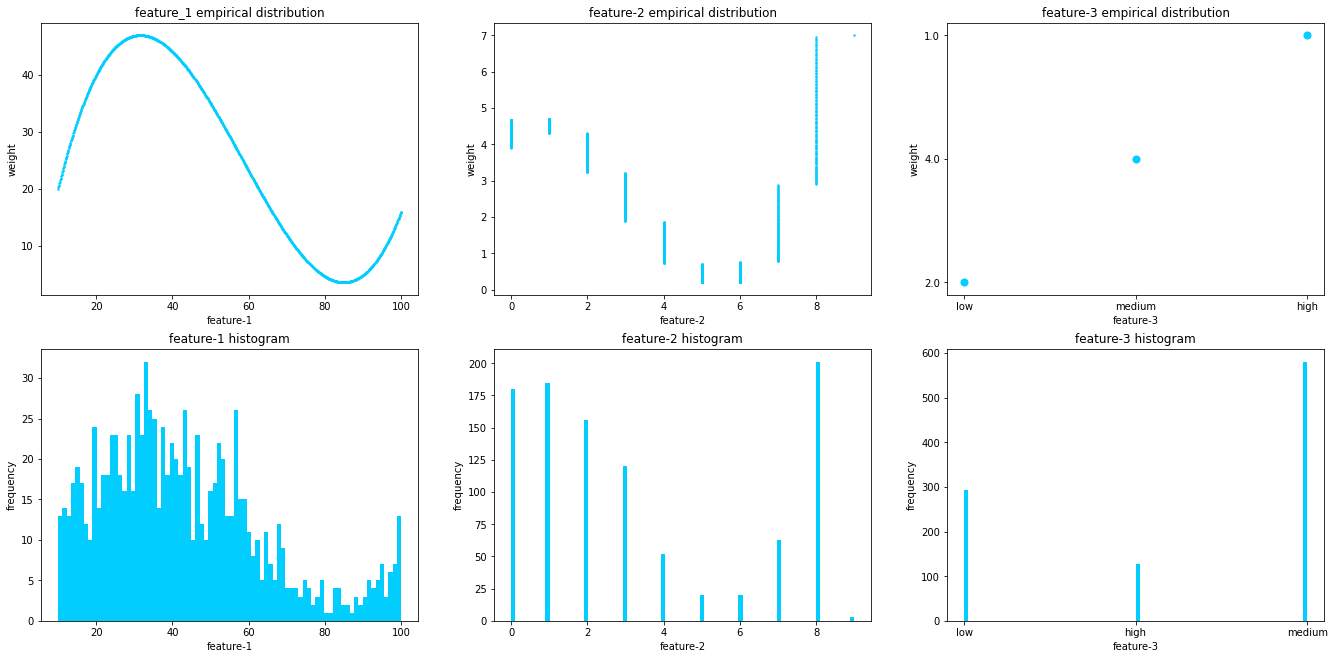 feature_1 empirical distribution
weight
40
30
20
10
20 40 60 80 100
feature-1
feature-2 empirical distribution
weight
7
6
5
4
3
2
1
0
0 2 4 6 8
feature-2
feature-3 empirical distribution
weight
1.0
4.0
2.0
low medium high
feature-3
feature-1 histogram
frequency
30
25
20
15
10
5
0
20 40 60 80 100
feature-1
feature-2 histogram
frequency
200
175
150
125
100
75
50
25
0
0 2 4 6 8
feature-2
feature-3 histogram
frequency
600
500
400
300
200
100
0
low high medium
feature-3